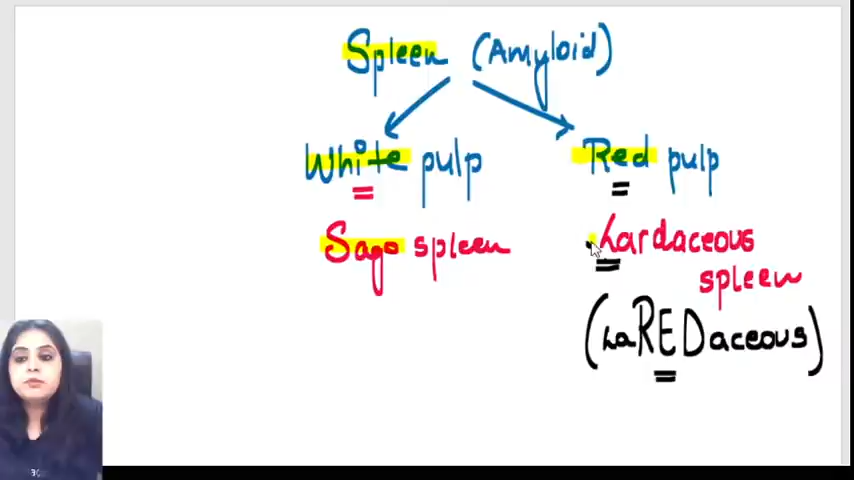 Spleen (Amyloid)
White pulp
Red pulp
Sago spleen
Lardaceous
spleen
(LaREDaceous)